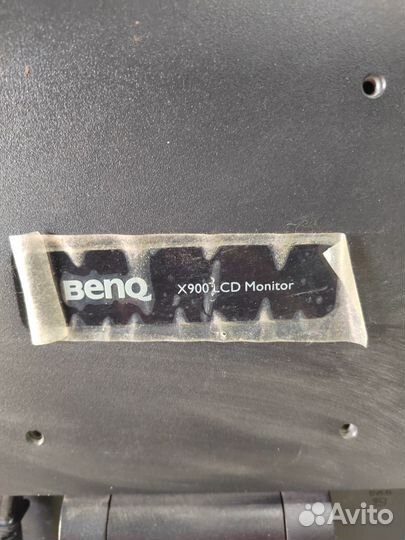 BenQ X900 LCD Monitor
Avito